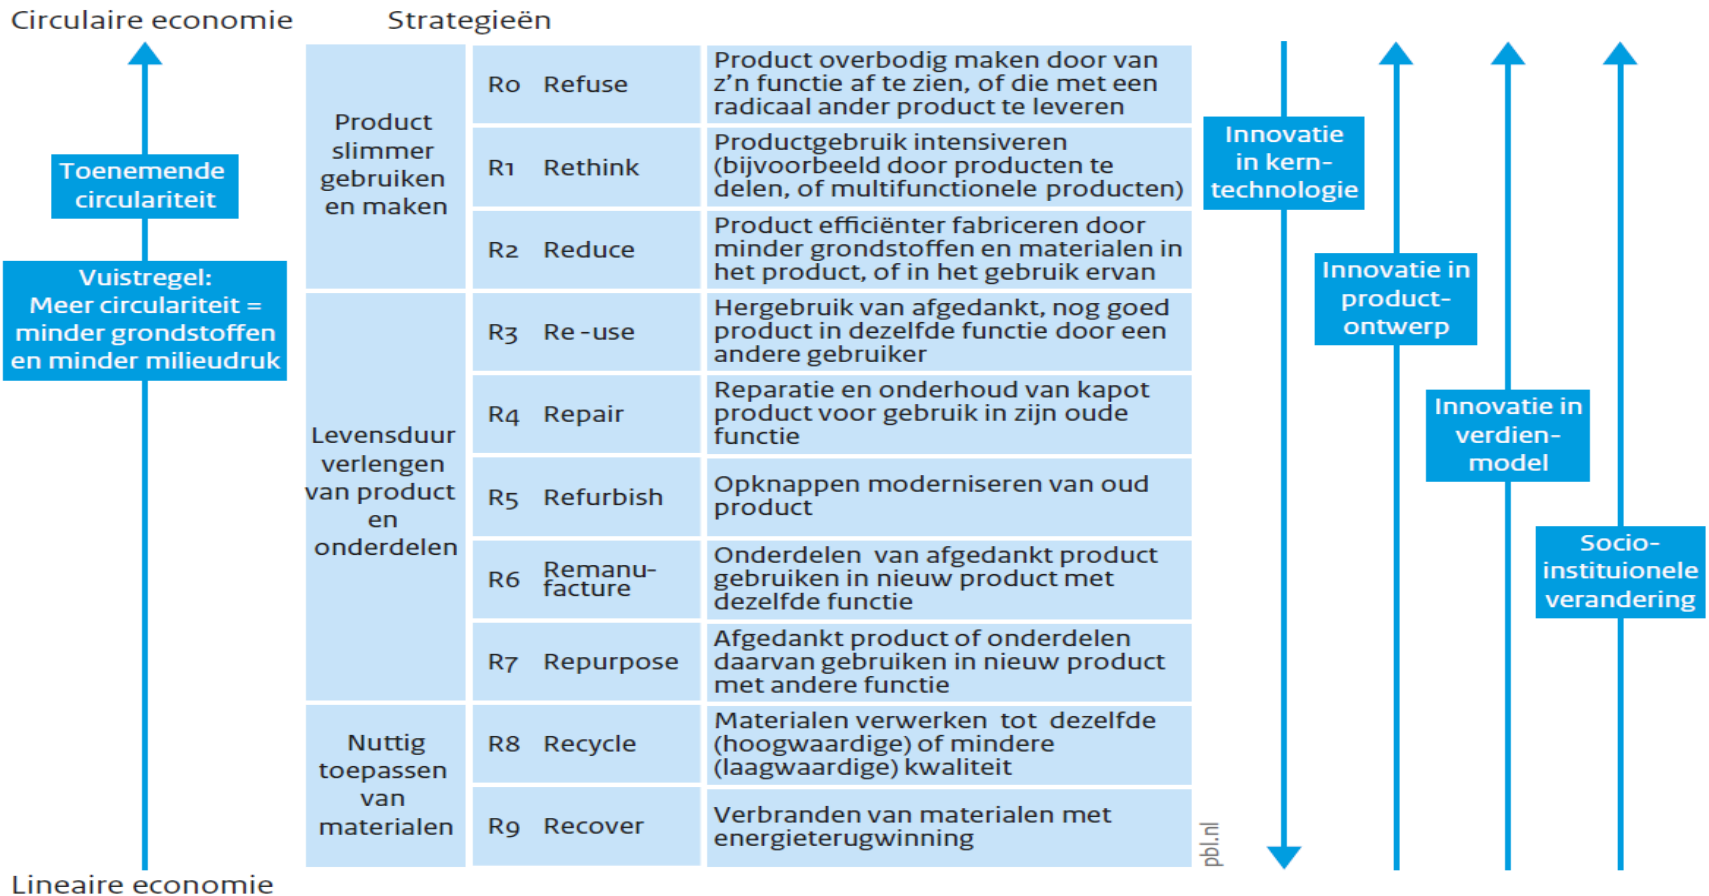 Circulaire economie
Strategieën
Toenemende
circulariteit
Vuistregel:
Meer circulariteit =
minder grondstoffen
en minder milieudruk
Lineaire economie
Product
slimmer
gebruiken
en maken
R0 Refuse
Product overbodig maken door van
z’n functie af te zien, of die met een
radicaal ander product te leveren
R1 Rethink
Productgebruik intensiveren
(bijvoorbeeld door producten te
delen, of multifunctionele producten)
R2 Reduce
Product efficiënter fabriceren door
minder grondstoffen en materialen in
het product, of in het gebruik ervan
Levensduur
verlengen
van product
en
onderdelen
R3 Re-use
Hergebruik van afgedankt, nog goed
product in dezelfde functie door een
andere gebruiker
R4 Repair
Reparatie en onderhoud van kapot
product voor gebruik in zijn oude
functie
R5 Refurbish
Opknappen moderniseren van oud
product
R6 Remanu-
facture
Onderdelen van afgedankt product
gebruiken in nieuw product met
dezelfde functie
R7 Repurpose
Afgedankt product of onderdelen
daarvan gebruiken in nieuw product
met andere functie
Nuttig
toepassen
van
materialen
R8 Recycle
Materialen verwerken tot dezelfde
(hoogwaardige) of mindere
(laagwaardige) kwaliteit
R9 Recover
Verbranden van materialen met
energieterugwinning
pbl.nl
Innovatie
in kern-
technologie
Innovatie in
product-
ontwerp
Innovatie in
verdien-
model
Socio-
instituionele
verandering